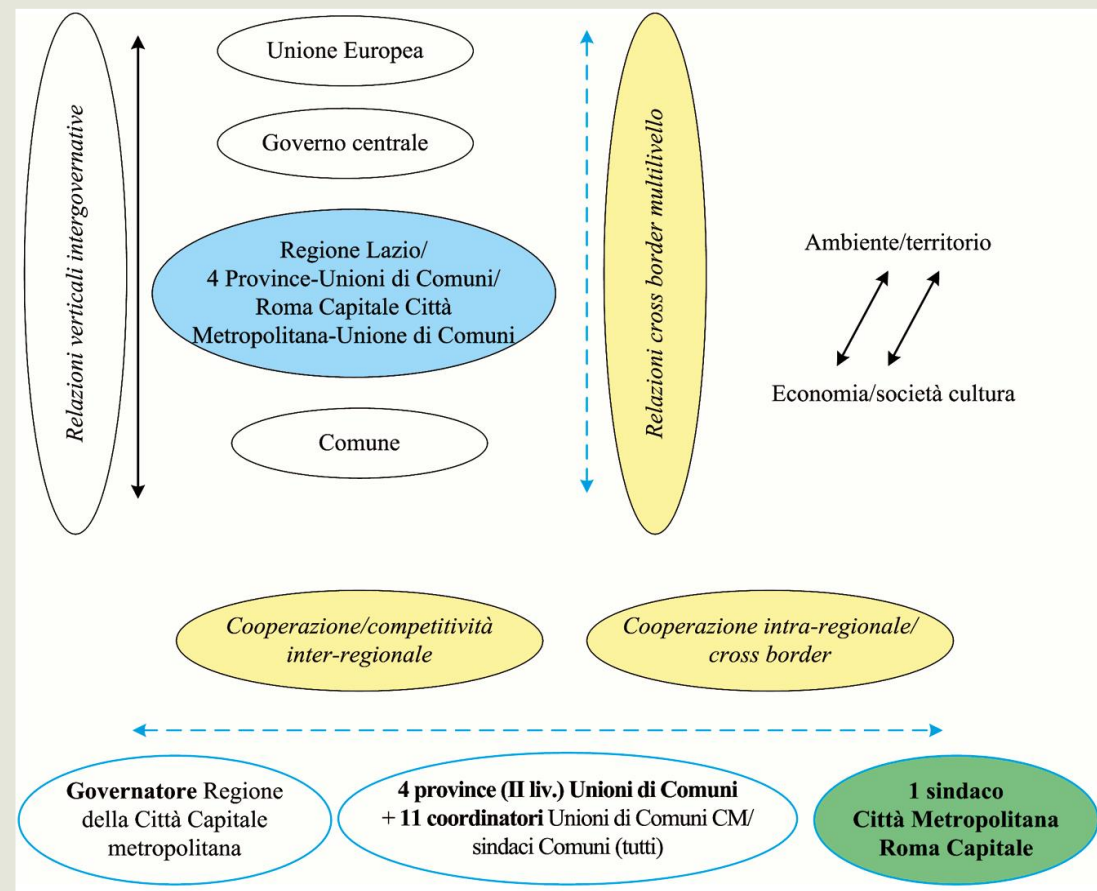 Relazioni verticali intergovernative
Unione Europea
Governo centrale
Regione Lazio/
4 Province-Unioni di Comuni/
Roma Capitale Città
Metropolitana-Unione di Comuni
Comune
Relazioni cross border multilivello
Ambiente/territorio
Economia/società cultura
Cooperazione/competitività
inter-regionale
Cooperazione intra-regionale/
cross border
Governatore Regione
della Città Capitale
metropolitana
4 province (II liv.) Unioni di Comuni
+ 11 coordinatori Unioni di Comuni CM/
sindaci Comuni (tutti)
1 sindaco
Città Metropolitana
Roma Capitale